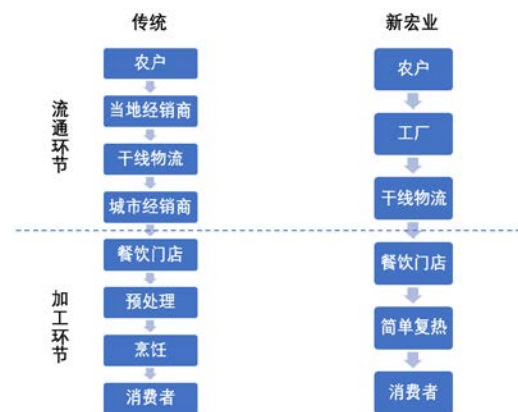 传统
农户
当地经销商
干线物流
城市经销商
餐饮门店
预处理
烹饪
消费者
新宏业
农户
工厂
干线物流
餐饮门店
简单复热
消费者
流通环节
加工环节